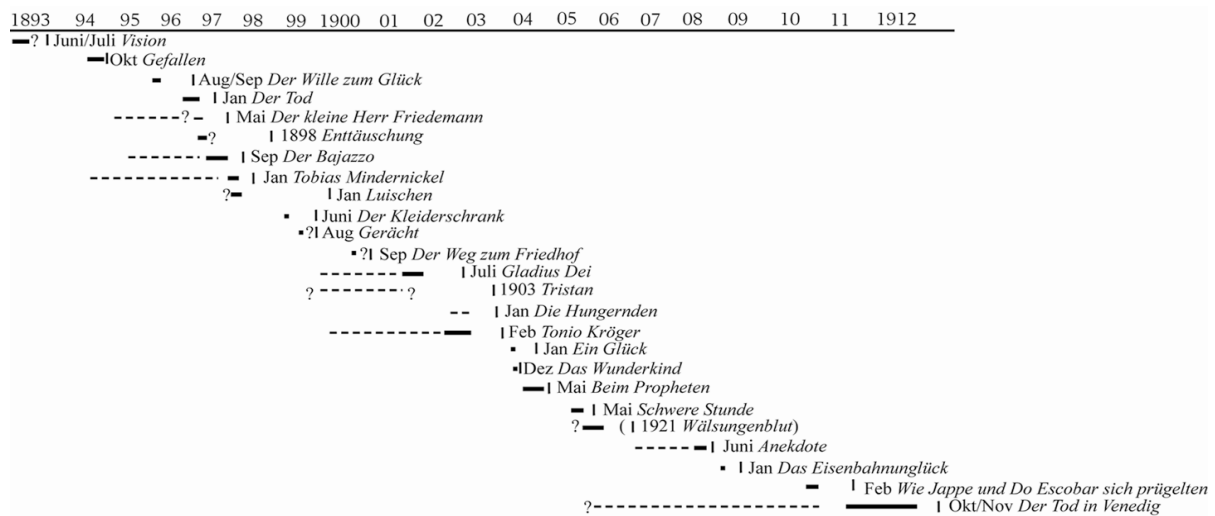 1893 94 95 96 97 98 99 1900 01 02 03 04 05 06 07 08 09 10 11 1912
? Juni/Juli Vision
Okt Gefallen
Aug/Sep Der Wille zum Glück
Jan Der Tod
? Mai Der kleine Herr Friedemann
? 1898 Enttäuschung
Sep Der Bajazzo
Jan Tobias Mindernickel
? Jan Luischen
Juni Der Kleiderschrank
? Aug Gerächt
? Sep Der Weg zum Friedhof
Juli Gladius Dei
? ? 1903 Tristan
Jan Die Hungernden
Feb Tonio Kröger
Jan Ein Glück
Dez Das Wunderkind
Mai Beim Propheten
Mai Schwere Stunde
? ( 1921 Wälsungenblut)
Juni Anekdote
Jan Das Eisenbahnunglück
Feb Wie Jappe und Do Escobar sich prügelten
? Okt/Nov Der Tod in Venedig